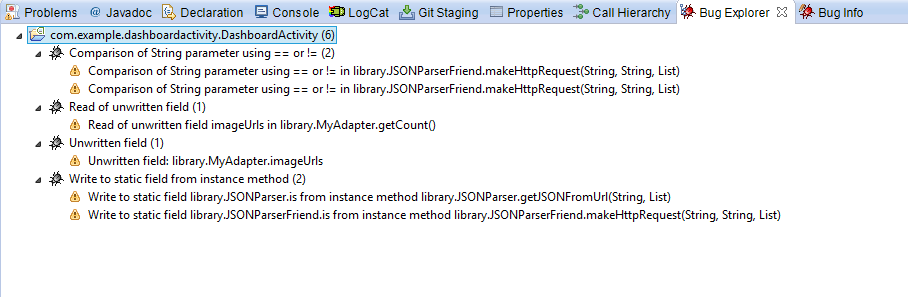 Problems @ Javadoc Declaration Console LogCat Git Staging Properties Call Hierarchy Bug Explorer Bug Info
com.example.dashboardactivity.DashboardActivity (6)
Comparison of String parameter using == or != (2)
Comparison of String parameter using == or != in library.JSONParserFriend.makeHttpRequest(String, String, List)
Comparison of String parameter using == or != in library.JSONParserFriend.makeHttpRequest(String, String, List)
Read of unwritten field (1)
Read of unwritten field imageUrls in library.MyAdapter.getCount()
Unwritten field (1)
Unwritten field: library.MyAdapter.imageUrls
Write to static field from instance method (2)
Write to static field library.JSONParser.is from instance method library.JSONParser.getJSONFromUrl(String, List)
Write to static field library.JSONParserFriend.is from instance method library.JSONParserFriend.makeHttpRequest(String, String, List)